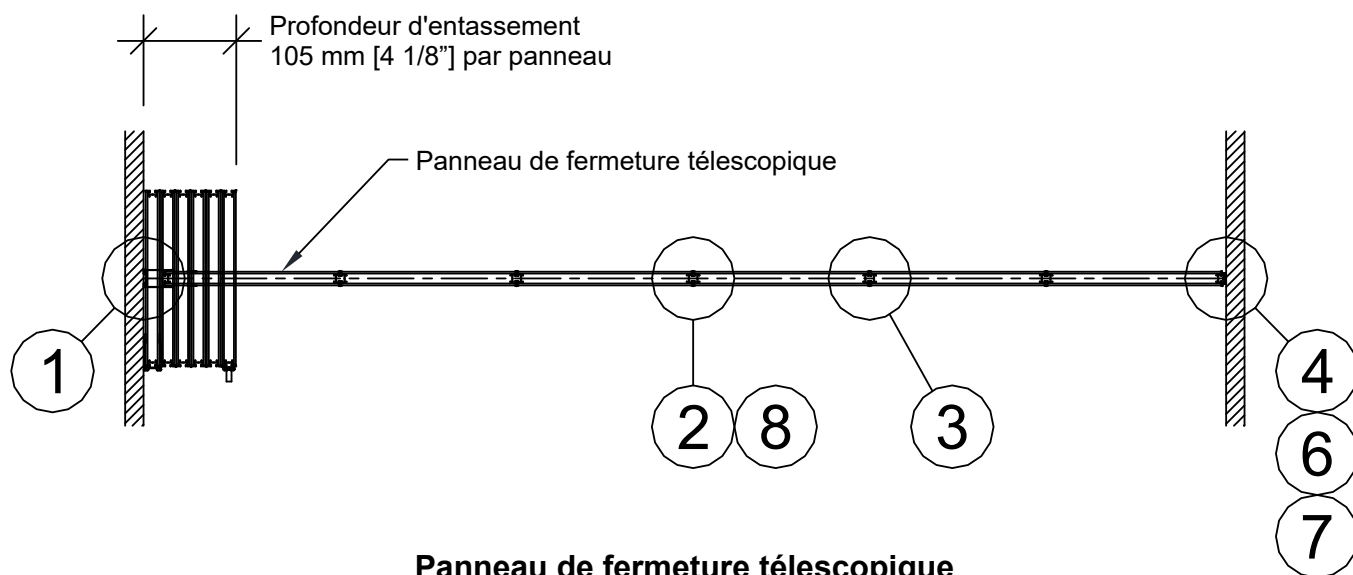 Profondeur d'entassement
105 mm [4 1/8”] par panneau
Panneau de fermeture télescopique
1
2 8
3
4
6
7
Panneau de fermeture télescopique